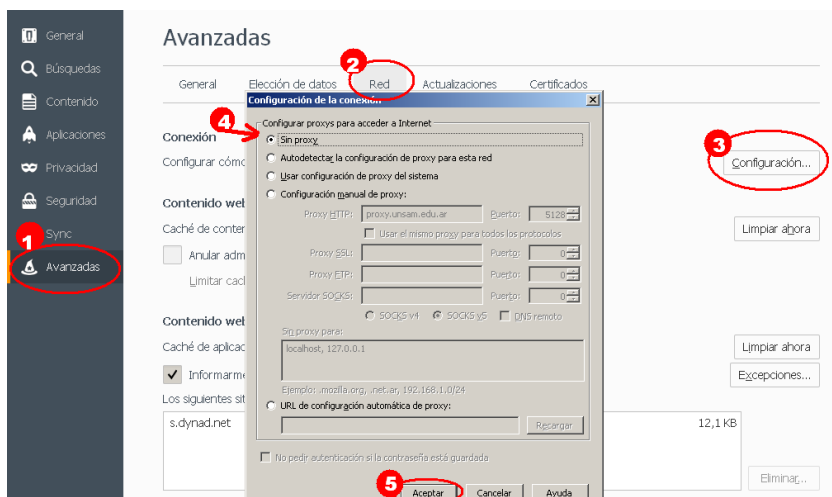 General
Búsquedas
Contenido
Aplicaciones
Privacidad
Seguridad
Sync
1
Avanzadas
Avanzadas
2
General Elección de datos Red Actualizaciones Certificados
Configuración de la conexión
4
Configurar proxys para acceder a Internet
Sin proxy
Autodetectar la configuración de proxy para esta red
Usar configuración de proxy del sistema
Configuración manual de proxy:
Proxy HTTP: proxy.unsam.edu.ar Puerto: 5128
Usar el mismo proxy para todos los protocolos
Proxy SSL: Puerto: 0
Proxy FTP: Puerto: 0
Servidor SOCKS: Puerto: 0
SOCKS v4 SOCKS v5 DNS remoto
Sin proxy para:
localhost, 127.0.0.1
Ejemplo: .mozilla.org, .net.ar, 192.168.1.0/24
URL de configuración automática de proxy:
Recargar
No pedir autenticación si la contraseña está guardada
5
Aceptar Cancelar Ayuda
Conexión
3
Configurar cómo
Configuración...
Contenido web
Caché de conten
Limpiar ahora
Anular adm
Limitar cach
Contenido web
Caché de aplicac
Limpiar ahora
Informarme
Excepciones...
Los siguientes sit
s.dynad.net 12,1 KB
Eliminar...